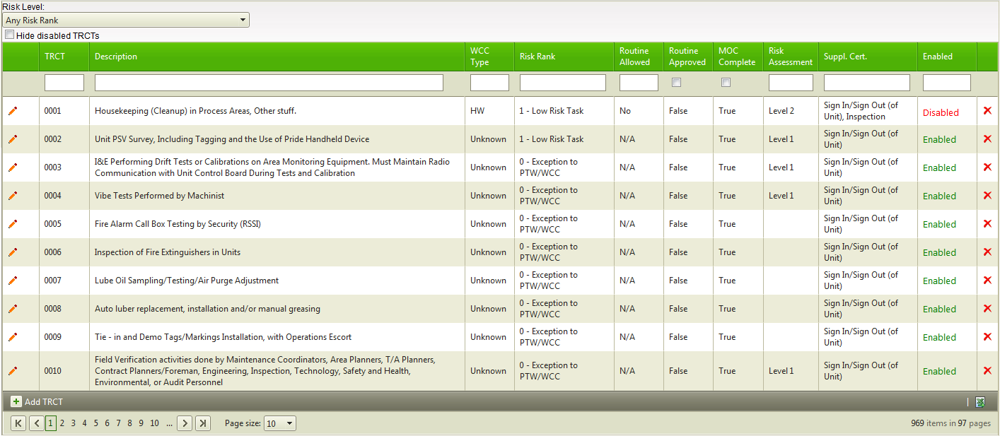 Risk Level:
Any Risk Rank
Hide disabled TRCTs
TRCT Description WCC Type Risk Rank Routine Allowed Routine Approved MOC Complete Risk Assessment Suppl. Cert. Enabled
0001 Housekeeping (Cleanup) in Process Areas, Other stuff. HW 1 - Low Risk Task No False True Level 2 Sign In/Sign Out (of Unit), Inspection Disabled
0002 Unit PSV Survey, Including Tagging and the Use of Pride Handheld Device Unknown 1 - Low Risk Task N/A False True Level 1 Sign In/Sign Out (of Unit) Enabled
0003 I&E Performing Drift Tests or Calibrations on Area Monitoring Equipment. Must Maintain Radio Communication with Unit Control Board During Tests and Calibration Unknown 0 - Exception to PTW/WCC N/A False True Level 1 Sign In/Sign Out (of Unit) Enabled
0004 Vibe Tests Performed by Machinist Unknown 0 - Exception to PTW/WCC N/A False True Level 1 Sign In/Sign Out (of Unit) Enabled
0005 Fire Alarm Call Box Testing by Security (RSSI) Unknown 0 - Exception to PTW/WCC N/A False True Sign In/Sign Out (of Unit) Enabled
0006 Inspection of Fire Extinguishers in Units Unknown 0 - Exception to PTW/WCC N/A False True Sign In/Sign Out (of Unit) Enabled
0007 Lube Oil Sampling/Testing/Air Purge Adjustment Unknown 0 - Exception to PTW/WCC N/A False True Sign In/Sign Out (of Unit) Enabled
0008 Auto luber replacement, installation and/or manual greasing Unknown 0 - Exception to PTW/WCC N/A False True Sign In/Sign Out (of Unit) Enabled
0009 Tie - in and Demo Tags/Markings Installation, with Operations Escort Unknown 0 - Exception to PTW/WCC N/A False True Sign In/Sign Out (of Unit) Enabled
0010 Field Verification activities done by Maintenance Coordinators, Area Planners, T/A Planners, Contract Planners/Foreman, Engineering, Inspection, Technology, Safety and Health, Environmental, or Audit Personnel Unknown 0 - Exception to PTW/WCC N/A False True Level 1 Sign In/Sign Out (of Unit) Enabled
Add TRCT
1 2 3 4 5 6 7 8 9 10 ... Page size: 10 969 items in 97 pages